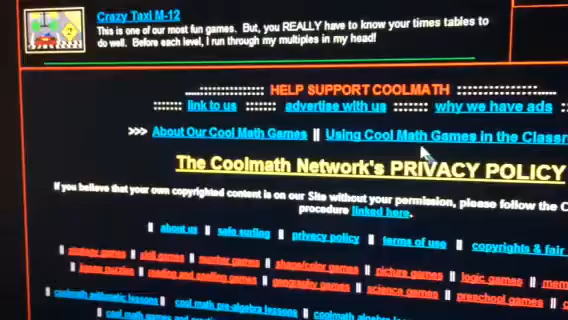 Crazy Taxi M-12
This is one of our most fun games. But, you REALLY have to know your times tables to
do well. Before each level, I run through my multiples in my head!
HELP SUPPORT COOLMATH
link to us :::::: advertise with us :::::: why we have ads
>>> About Our Cool Math Games || Using Cool Math Games in the
The Coolmath Network's PRIVACY POLICY
If you believe that your own copyrighted content is on our Site without your permission, please follow the
procedure linked here.
|| about us || safe surfing || privacy policy || terms of use || copyrights & fair
|| strategy games || skill games || number games || shape/color games || picture games || logic games ||
|| jigsaw puzzles || reading and spelling games || geography games || science games || preschool games ||
|| coolmath arithmetic lessons || cool math pre-algebra lessons || coolmath algebra
|| cool math games and